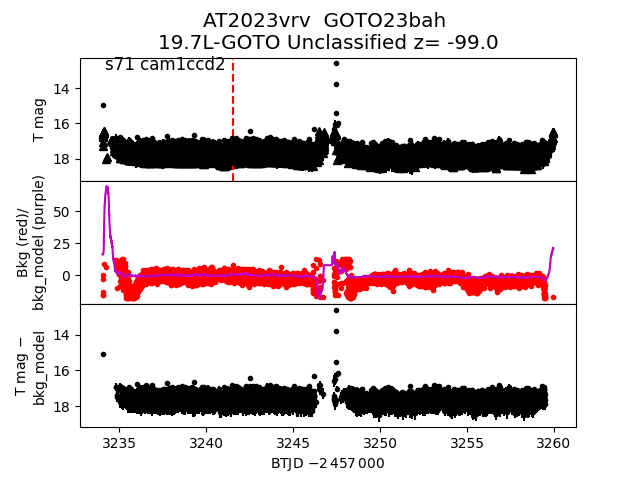 AT2023vrv  GOTO23bah
19.7L-GOTO Unclassified z= -99.0
s71 cam1ccd2
T mag
14
16
18
Bkg (red)/
bkg_model (purple)
50
25
0
T mag −
bkg_model
14
16
18
3235 3240 3245 3250 3255 3260
BTJD −2 457 000